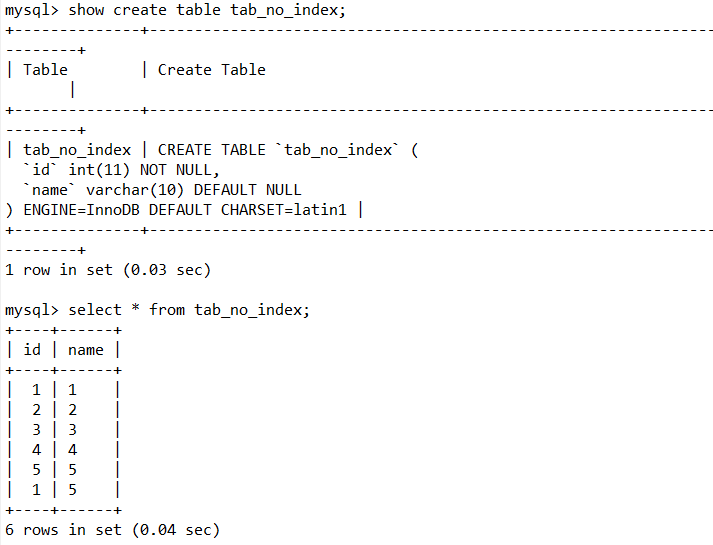 mysql> show create table tab_no_index;
+--------------+---------------------------------------------------------------
--------+
| Table        | Create Table
       |
+--------------+---------------------------------------------------------------
--------+
| tab_no_index | CREATE TABLE `tab_no_index` (
  `id` int(11) NOT NULL,
  `name` varchar(10) DEFAULT NULL
) ENGINE=InnoDB DEFAULT CHARSET=latin1 |
+--------------+---------------------------------------------------------------
--------+
1 row in set (0.03 sec)

mysql> select * from tab_no_index;
+----+------+
| id | name |
+----+------+
|  1 | 1    |
|  2 | 2    |
|  3 | 3    |
|  4 | 4    |
|  5 | 5    |
|  1 | 5    |
+----+------+
6 rows in set (0.04 sec)